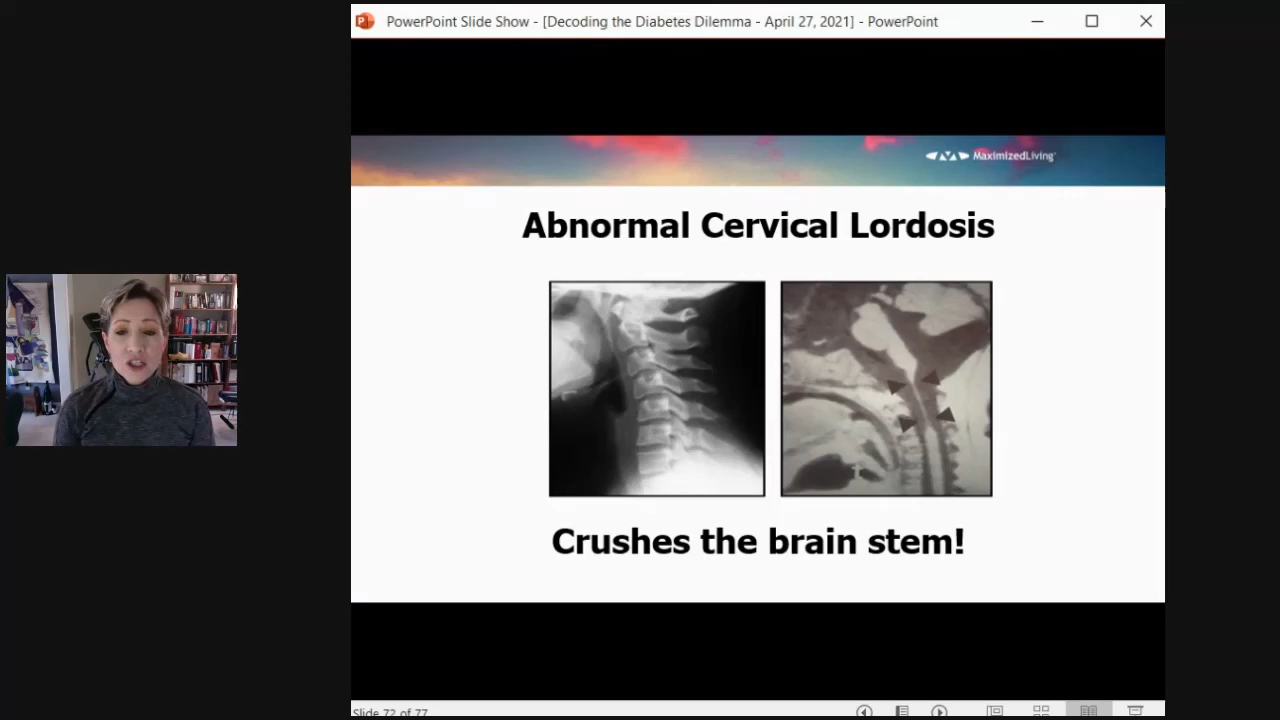 PowerPoint Slide Show - [Decoding the Diabetes Dilemma - April 27, 2021] - PowerPoint
MaximizedLiving
Abnormal Cervical Lordosis
Crushes the brain stem!
Slide 72 of 77